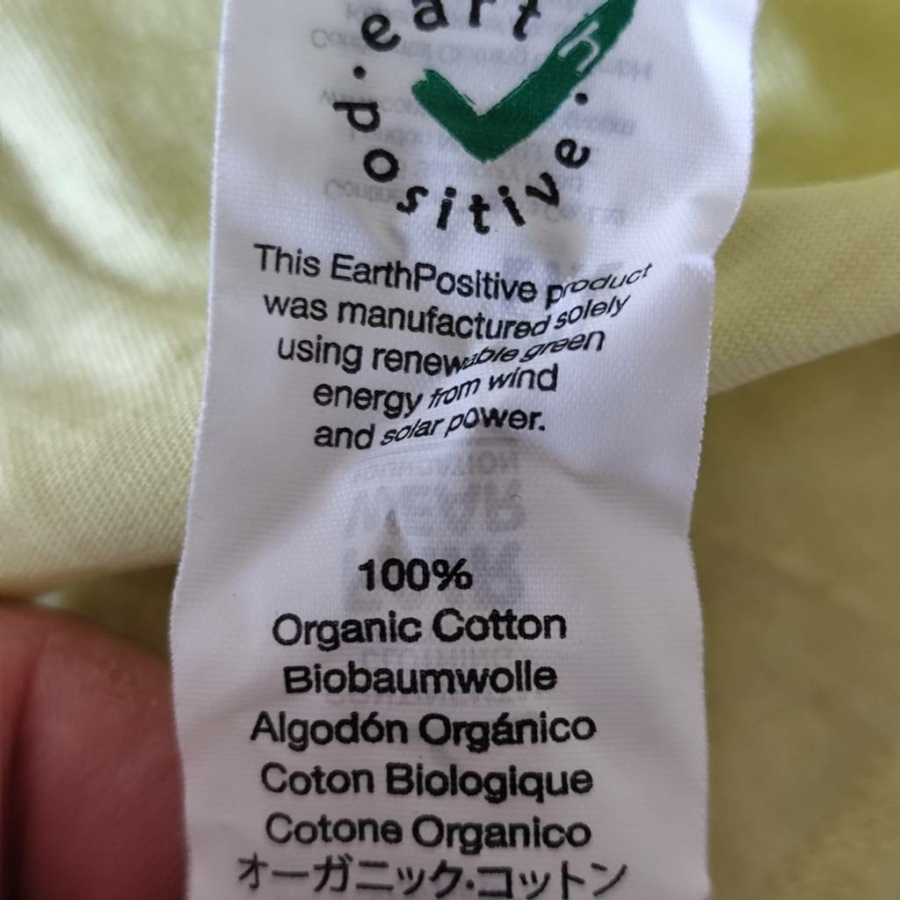 earth
positive
This EarthPositive product
was manufactured solely
using renewable green
energy from wind
and solar power.
100%
Organic Cotton
Biobaumwolle
Algodón Orgánico
Coton Biologique
Cotone Organico
オーガニック・コットン